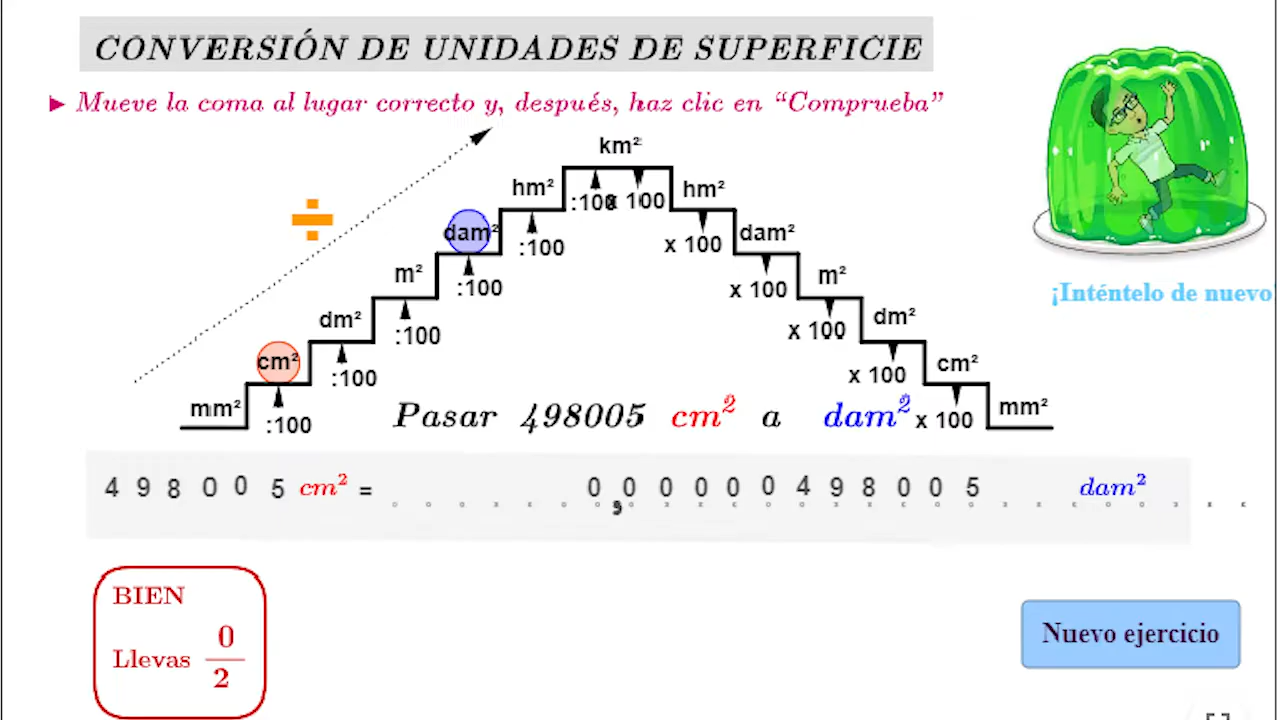 CONVERSIÓN DE UNIDADES DE SUPERFICIE
► Mueve la coma al lugar correcto y, después, haz clic en “Comprueba”
km²
hm² :100 x 100 hm²
dam² :100 x 100 dam²
¡Inténtelo de nuevo
m² :100 x 100 m²
dm² :100 x 100 dm²
cm² :100 x 100 cm²
mm² :100 Pasar 498005 cm² a dam² x 100 mm²
4 9 8 0 0 5 cm² = 0 , 0 0 0 0 0 4 9 8 0 0 5 dam²
BIEN
Llevas 0
2
Nuevo ejercicio